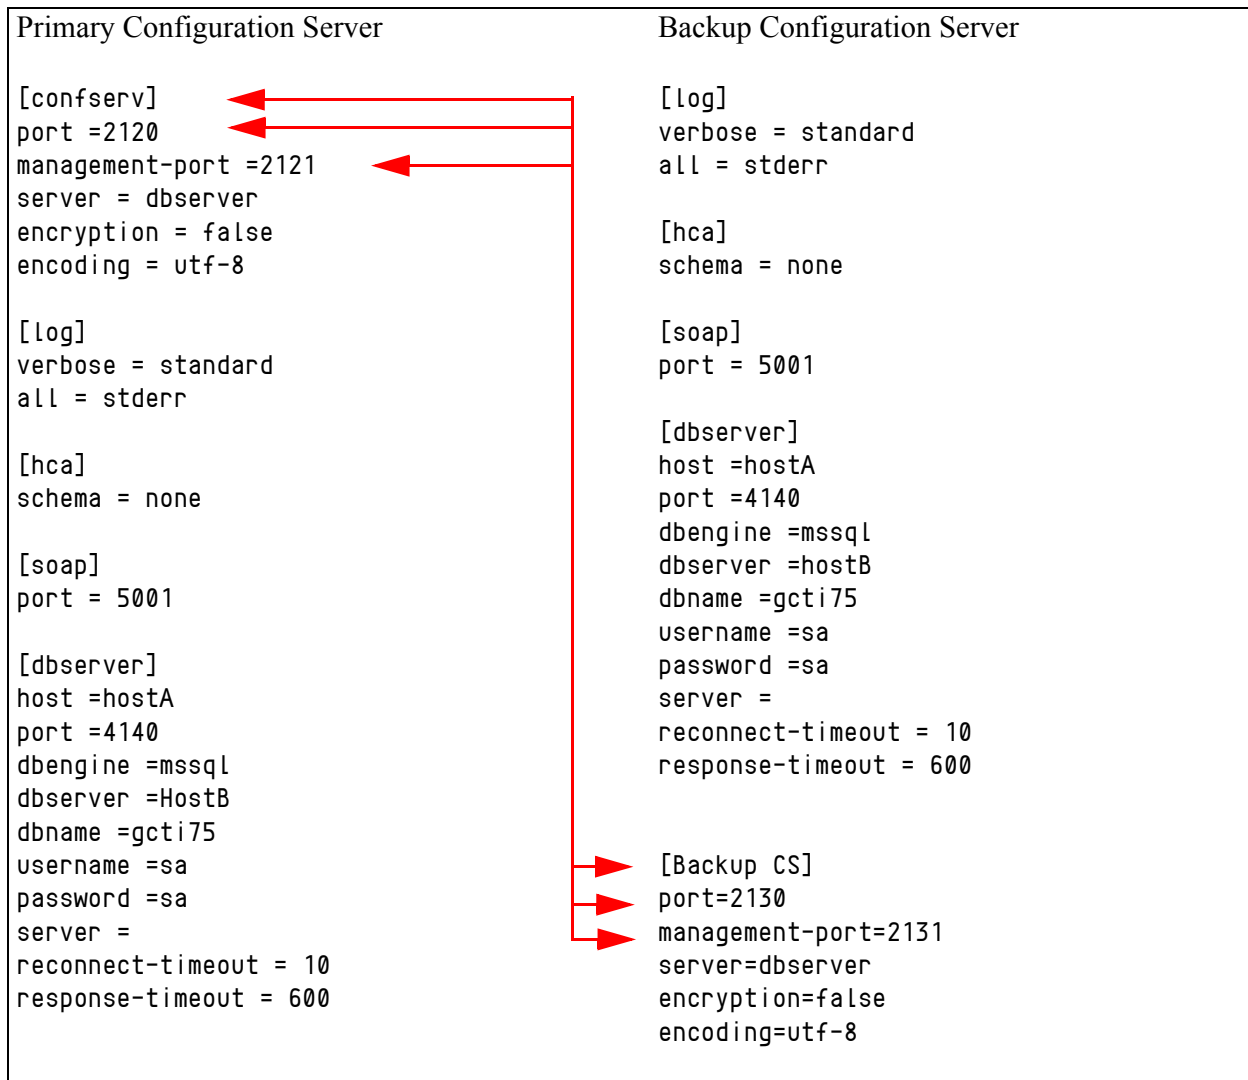 Primary Configuration Server
[confserv]
port =2120
management-port =2121
server = dbserver
encryption = false
encoding = utf-8
[log]
verbose = standard
all = stderr
[hca]
schema = none
[soap]
port = 5001
[dbserver]
host =hostA
port =4140
dbengine =mssql
dbserver =HostB
dbname =gcti75
username =sa
password =sa
server =
reconnect-timeout = 10
response-timeout = 600
Backup Configuration Server
[log]
verbose = standard
all = stderr
[hca]
schema = none
[soap]
port = 5001
[dbserver]
host =hostA
port =4140
dbengine =mssql
dbserver =hostB
dbname =gcti75
username =sa
password =sa
server =
reconnect-timeout = 10
response-timeout = 600
[Backup CS]
port=2130
management-port=2131
server=dbserver
encryption=false
encoding=utf-8